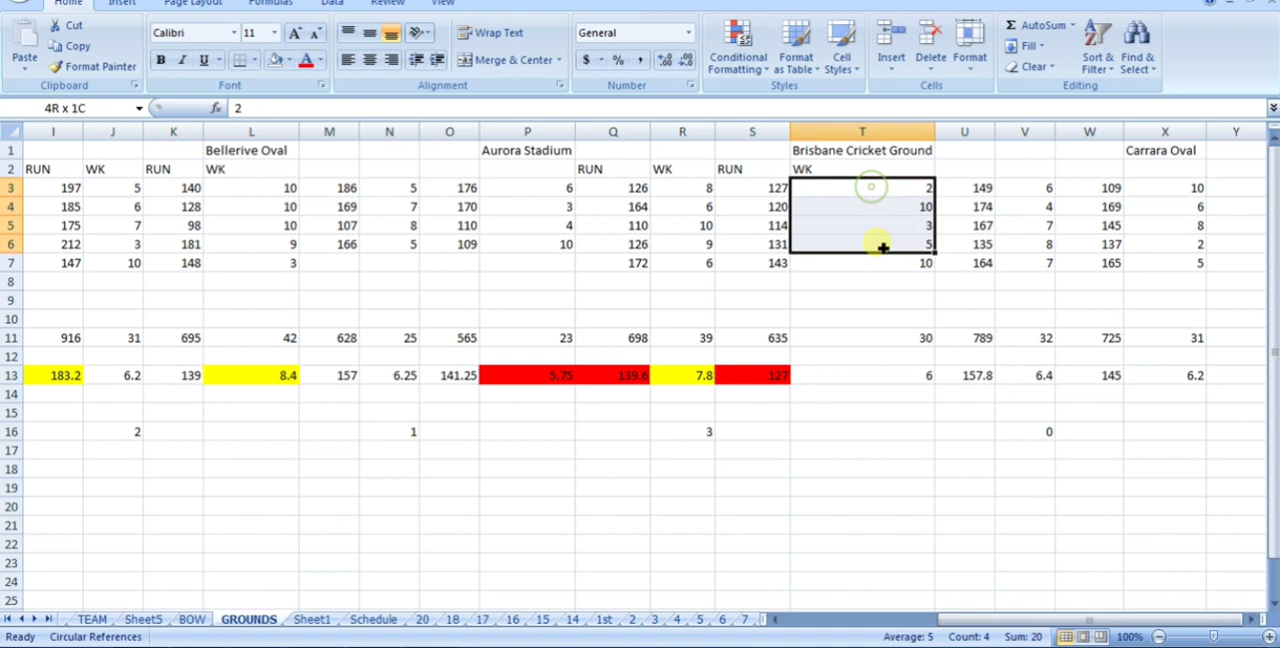 Home Insert Page Layout Formulas Data Review View
Cut
Copy
Format Painter
Paste
Clipboard
Calibri 11
B I U
Font
Wrap Text
Merge & Center
Alignment
General
$ % ,
Number
Conditional Formatting
Format as Table
Cell Styles
Styles
Insert Delete Format
Cells
Σ AutoSum
Fill
Clear
Sort & Filter
Find & Select
Editing
4R x 1C fx 2
I J K L M N O P Q R S T U V W X Y
1 Bellerive Oval Aurora Stadium Brisbane Cricket Ground Carrara Oval
2 RUN WK RUN WK RUN WK RUN WK
3 197 5 140 10 186 5 176 6 126 8 127 2 149 6 109 10
4 185 6 128 10 169 7 170 3 164 6 120 10 174 4 169 6
5 175 7 98 10 107 8 110 4 110 10 114 3 167 7 145 8
6 212 3 181 9 166 5 109 10 126 9 131 5 135 8 137 2
7 147 10 148 3 172 6 143 10 164 7 165 5
8
9
10
11 916 31 695 42 628 25 565 23 698 39 635 30 789 32 725 31
12
13 183.2 6.2 139 8.4 157 6.25 141.25 5.75 139.6 7.8 127 6 157.8 6.4 145 6.2
14
15
16 2 1 3 0
17
18
19
20
21
22
23
24
25
TEAM Sheet5 BOW GROUNDS Sheet1 Schedule 20 18 17 16 15 14 1st 2 3 4 5 6 7
Ready Circular References Average: 5 Count: 4 Sum: 20 100%